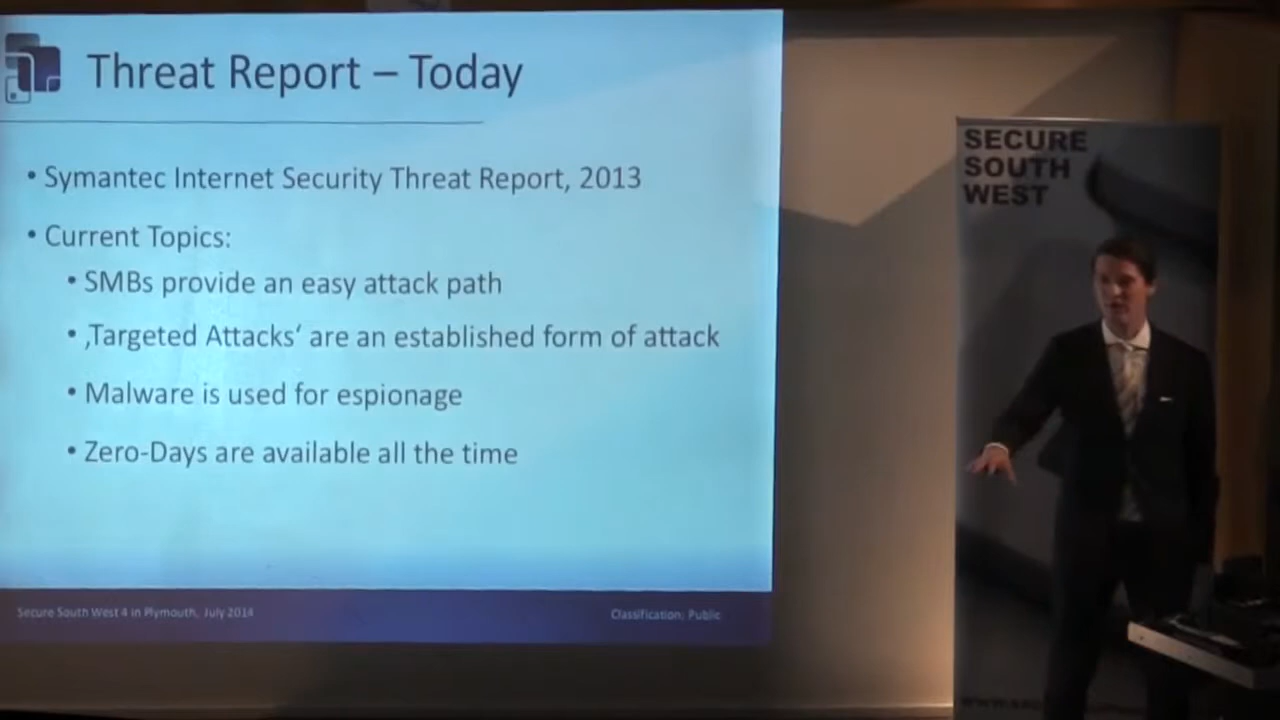 Threat Report – Today
• Symantec Internet Security Threat Report, 2013
• Current Topics:
• SMBs provide an easy attack path
• ‚Targeted Attacks‘ are an established form of attack
• Malware is used for espionage
• Zero-Days are available all the time
Secure South West 4 in Plymouth, July 2014
Classification: Public
SECURE
SOUTH
WEST